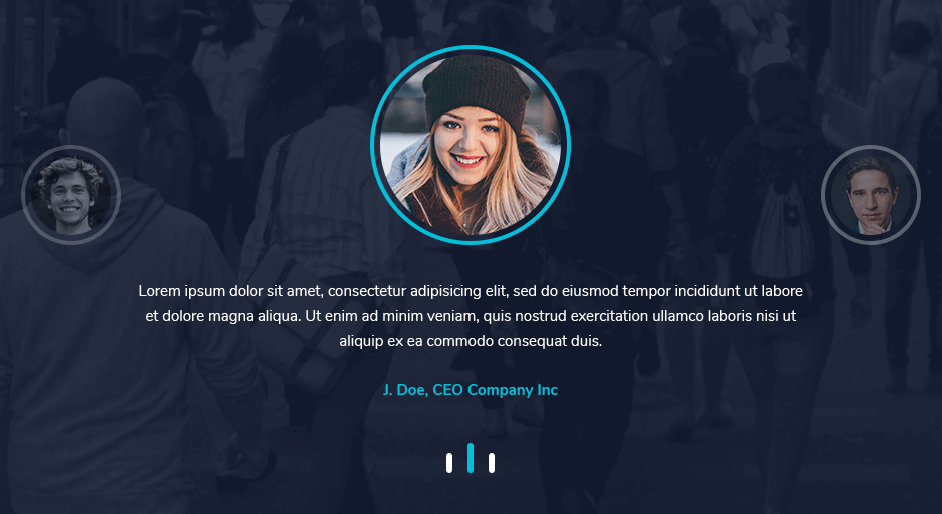 Lorem ipsum dolor sit amet, consectetur adipisicing elit, sed do eiusmod tempor incididunt ut labore
et dolore magna aliqua. Ut enim ad minim veniam, quis nostrud exercitation ullamco laboris nisi ut
aliquip ex ea commodo consequat duis.
J. Doe, CEO Company Inc